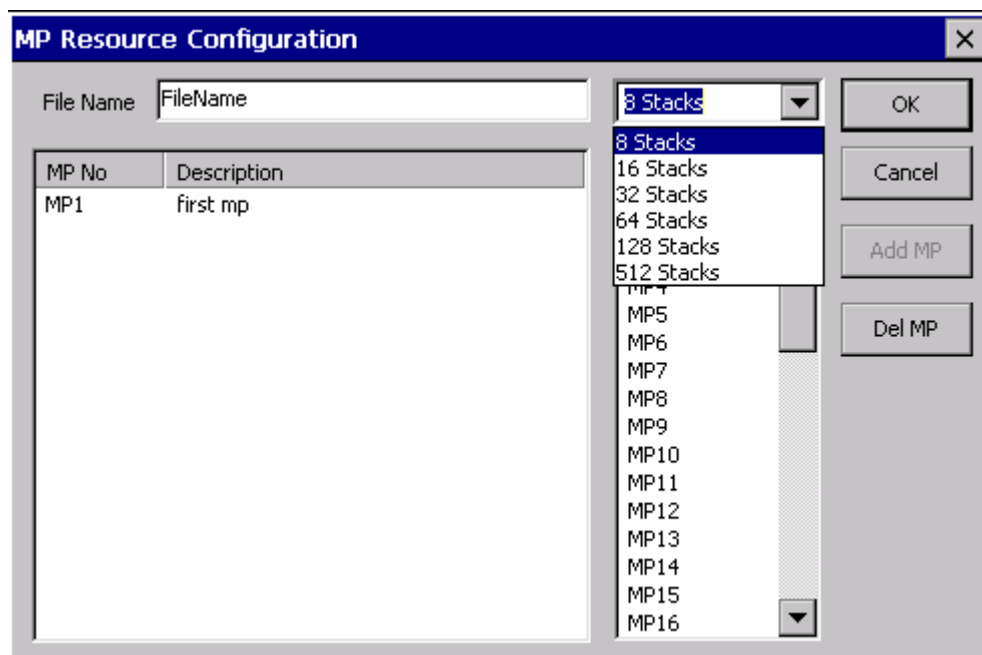 MP Resource Configuration
File Name
FileName
8 Stacks
OK
8 Stacks
16 Stacks
32 Stacks
64 Stacks
128 Stacks
512 Stacks
Cancel
Add MP
Del MP
MP No Description
MP1 first mp
MP4
MP5
MP6
MP7
MP8
MP9
MP10
MP11
MP12
MP13
MP14
MP15
MP16